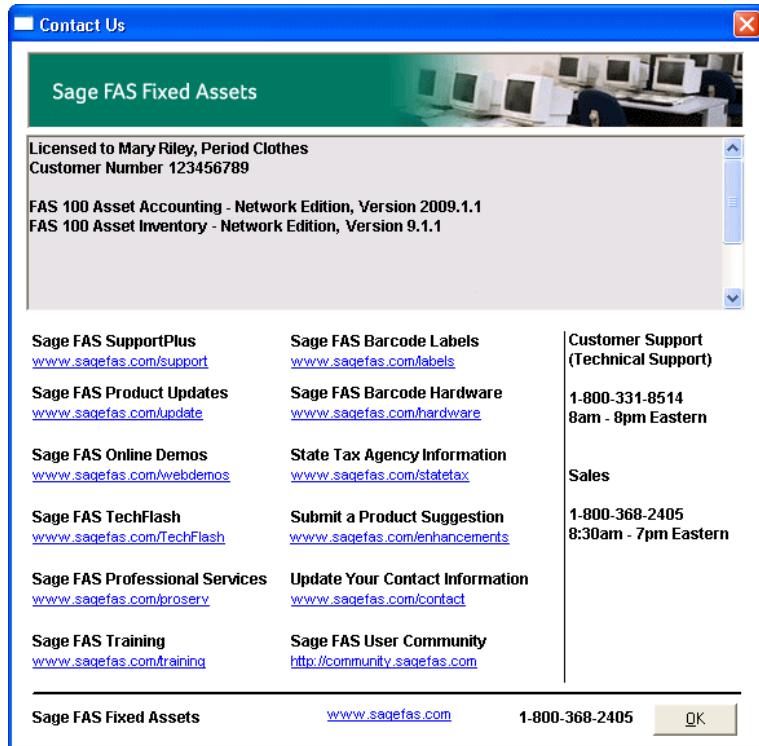 Contact Us
Sage FAS Fixed Assets
Licensed to Mary Riley, Period Clothes
Customer Number 123456789
FAS 100 Asset Accounting - Network Edition, Version 2009.1.1
FAS 100 Asset Inventory - Network Edition, Version 9.1.1
Sage FAS SupportPlus
www.sagefas.com/support
Sage FAS Product Updates
www.sagefas.com/update
Sage FAS Online Demos
www.sagefas.com/webdemos
Sage FAS TechFlash
www.sagefas.com/TechFlash
Sage FAS Professional Services
www.sagefas.com/proserv
Sage FAS Training
www.sagefas.com/training
Sage FAS Barcode Labels
www.sagefas.com/labels
Sage FAS Barcode Hardware
www.sagefas.com/hardware
State Tax Agency Information
www.sagefas.com/statetax
Submit a Product Suggestion
www.sagefas.com/enhancements
Update Your Contact Information
www.sagefas.com/contact
Sage FAS User Community
http://community.sagefas.com
Customer Support
(Technical Support)
1-800-331-8514
8am - 8pm Eastern
Sales
1-800-368-2405
8:30am - 7pm Eastern
Sage FAS Fixed Assets
www.sagefas.com
1-800-368-2405
OK